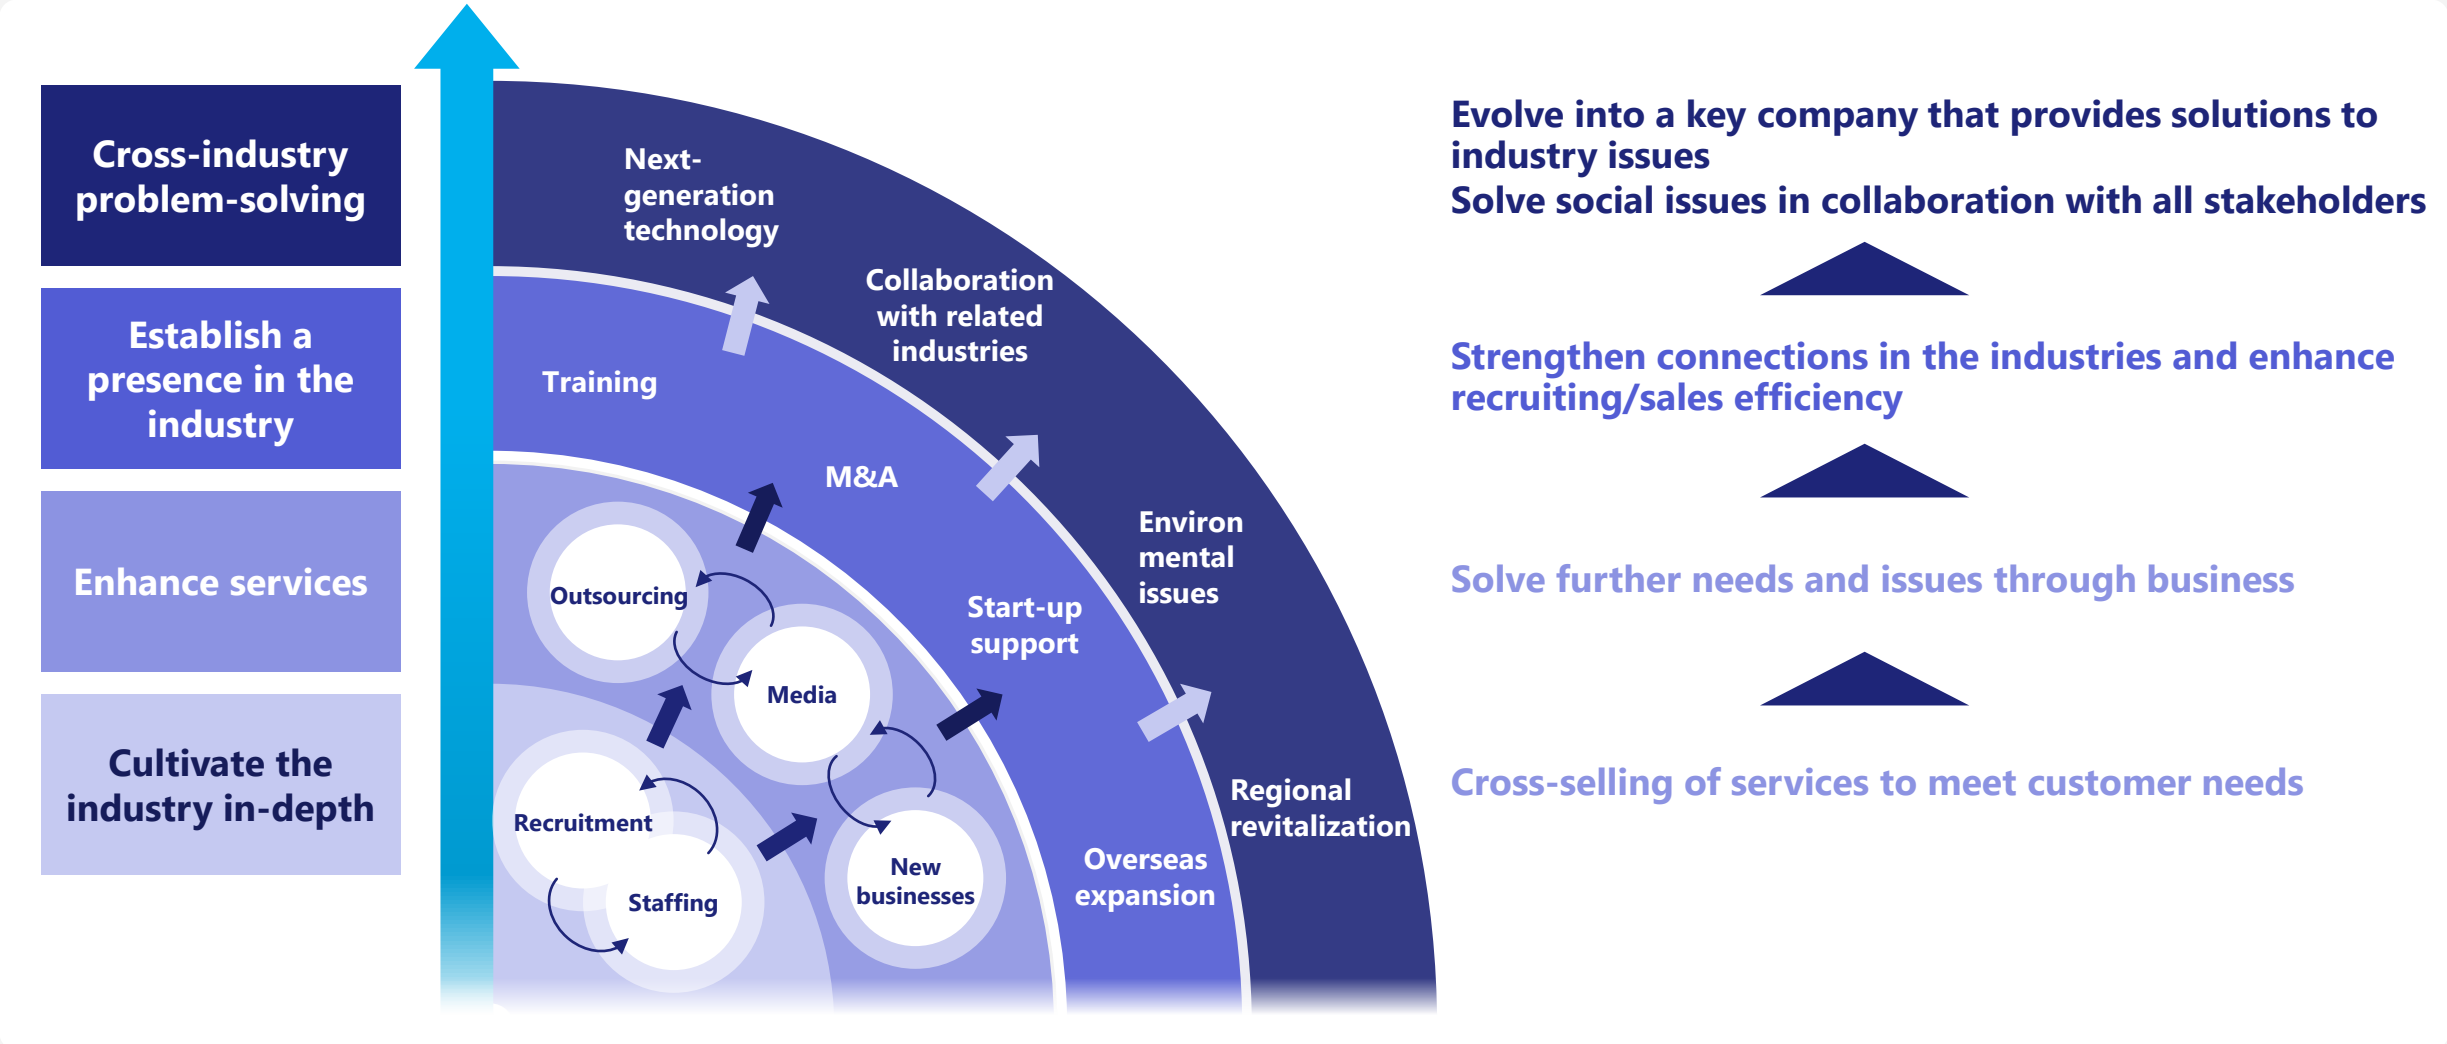 Cross-industry
problem-solving
Establish a
presence in the
industry
Enhance services
Cultivate the
industry in-depth
Next-
generation
technology
Collaboration
with related
industries
Environ
mental
issues
Regional
revitalization
Training
M&A
Start-up
support
Overseas
expansion
Outsourcing
Media
New
businesses
Recruitment
Staffing
Evolve into a key company that provides solutions to
industry issues
Solve social issues in collaboration with all stakeholders
Strengthen connections in the industries and enhance
recruiting/sales efficiency
Solve further needs and issues through business
Cross-selling of services to meet customer needs